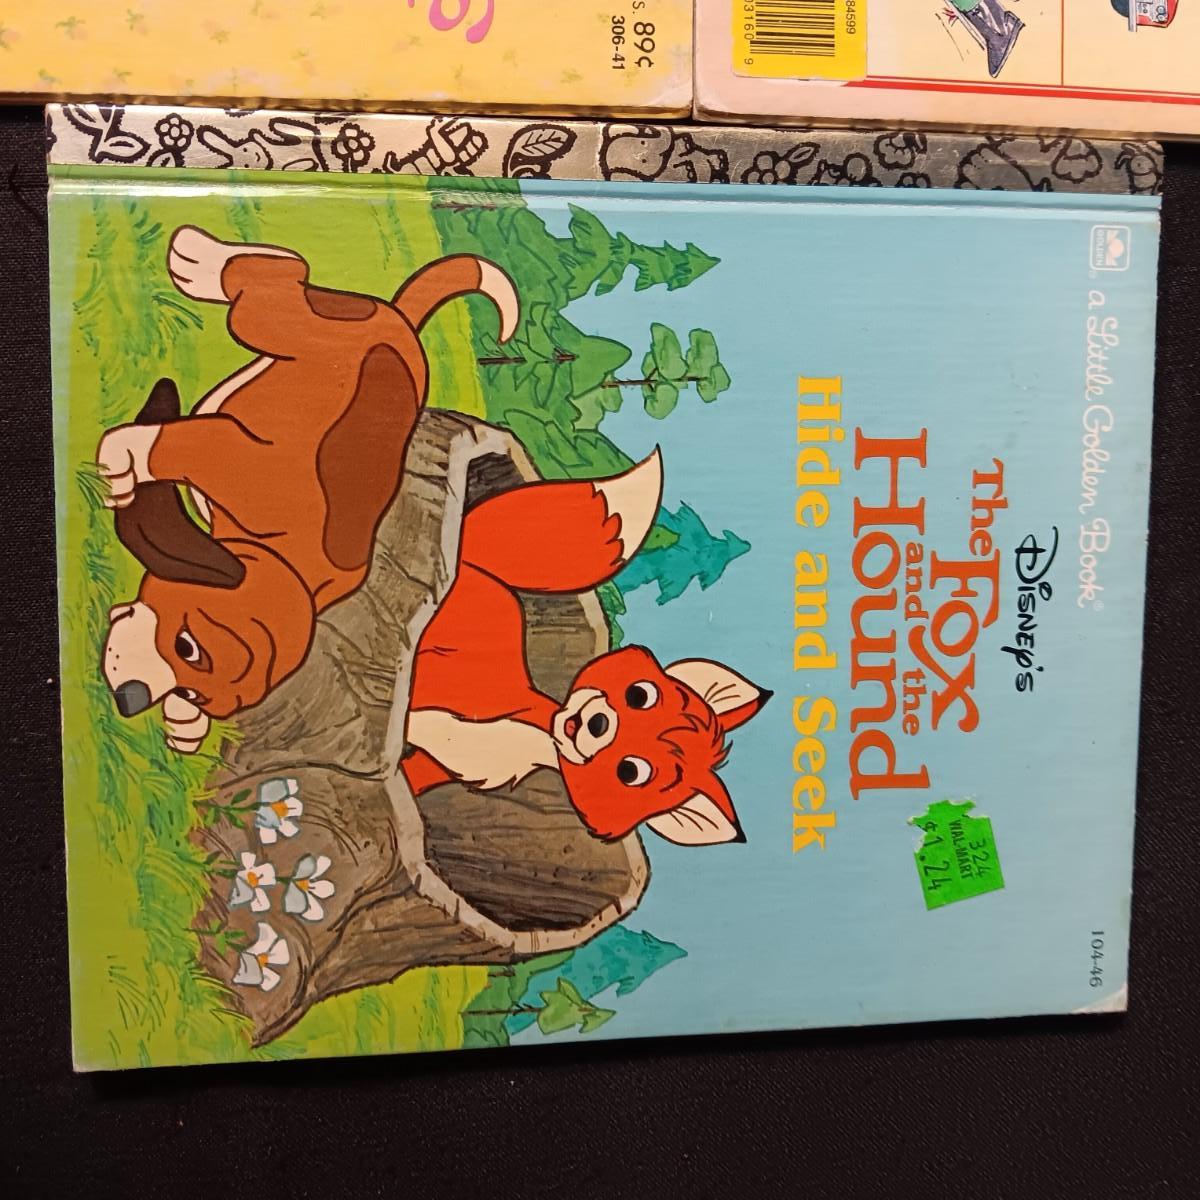 GOLDEN
a Little Golden Book®
104-46
DISNEY'S
The Fox
and the
Hound
Hide and Seek
324
WAL-MART
¢1.24
S. 89¢
306-41
84599
03160 9